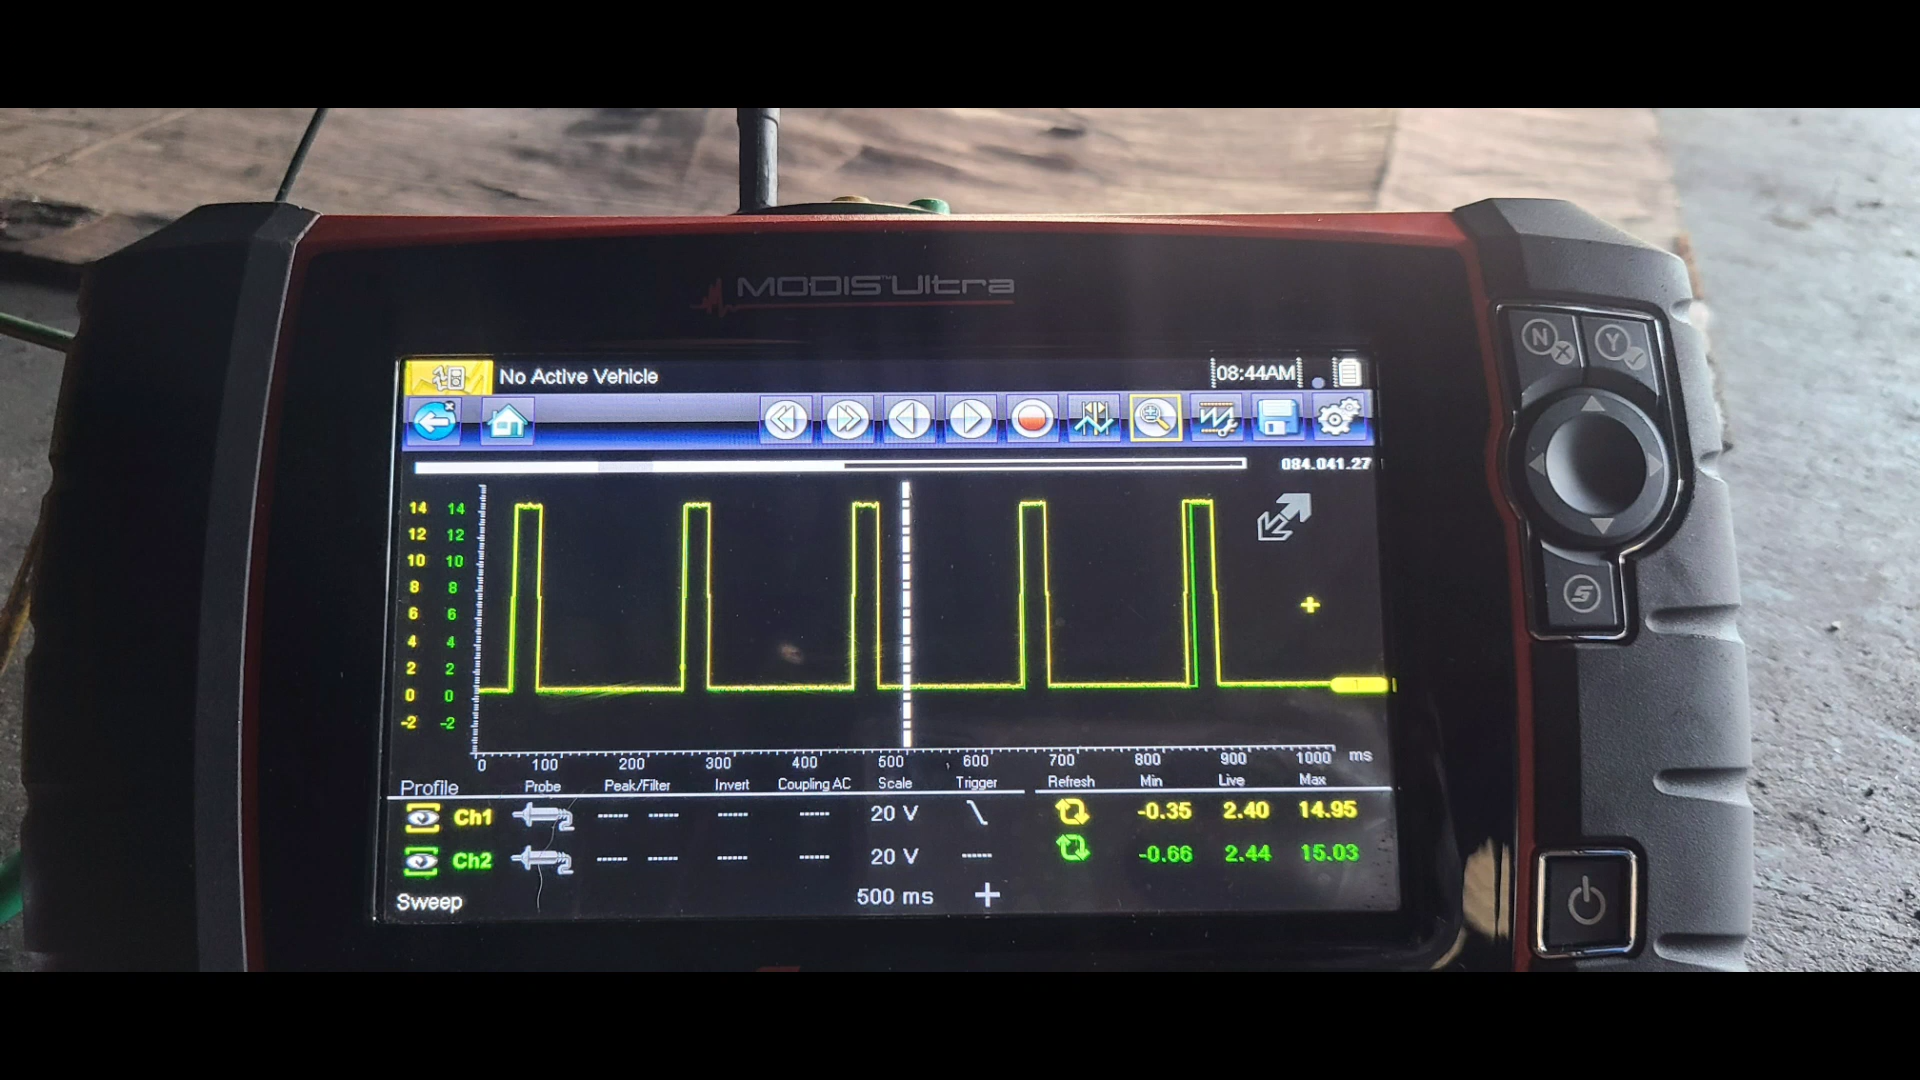 MODIS™ Ultra
No Active Vehicle
08:44AM
N
Y
084.041.27
14 14
12 12
10 10
8 8
6 6
4 4
2 2
0 0
-2 -2
0 100 200 300 400 500 600 700 800 900 1000 ms
Profile Probe Peak/Filter Invert Coupling AC Scale Trigger Refresh Min Live Max
Ch1 ------ ------ ------ ------ 20 V -0.35 2.40 14.95
Ch2 ------ ------ ------ ------ 20 V ------ -0.66 2.44 15.03
Sweep 500 ms +
S